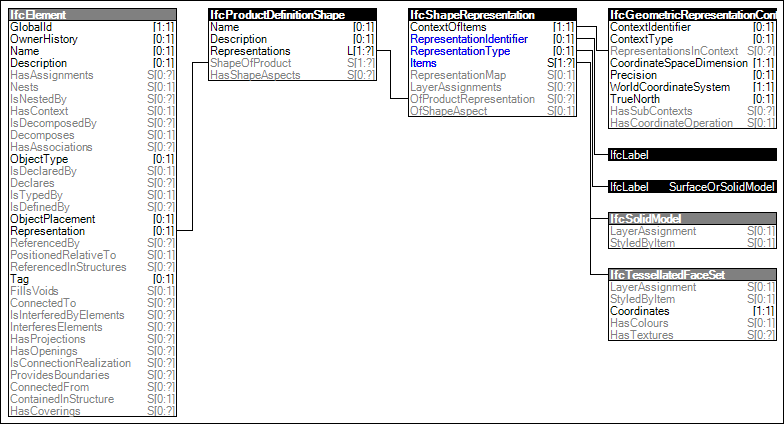 IfcElement
GlobalId [1:1]
OwnerHistory [0:1]
Name [0:1]
Description [0:1]
HasAssignments S[0:?]
Nests S[0:1]
IsNestedBy S[0:?]
HasContext S[0:1]
IsDecomposedBy S[0:?]
Decomposes S[0:1]
HasAssociations S[0:?]
ObjectType [0:1]
IsDeclaredBy S[0:1]
Declares S[0:?]
IsTypedBy S[0:1]
IsDefinedBy S[0:?]
ObjectPlacement [0:1]
Representation [0:1]
ReferencedBy S[0:?]
PositionedRelativeTo S[0:1]
ReferencedInStructures S[0:?]
Tag [0:1]
FillsVoids S[0:1]
ConnectedTo S[0:?]
IsInterferedByElements S[0:?]
InterferesElements S[0:?]
HasProjections S[0:?]
HasOpenings S[0:?]
IsConnectionRealization S[0:?]
ProvidesBoundaries S[0:?]
ConnectedFrom S[0:?]
ContainedInStructure S[0:1]
HasCoverings S[0:?]
IfcProductDefinitionShape
Name [0:1]
Description [0:1]
Representations L[1:?]
ShapeOfProduct S[1:?]
HasShapeAspects S[0:?]
IfcShapeRepresentation
ContextOfItems [1:1]
RepresentationIdentifier [0:1]
RepresentationType [0:1]
Items S[1:?]
RepresentationMap S[0:1]
LayerAssignments S[0:?]
OfProductRepresentation S[0:?]
OfShapeAspect S[0:1]
IfcGeometricRepresentationCon
ContextIdentifier [0:1]
ContextType [0:1]
RepresentationsInContext S[0:?]
CoordinateSpaceDimension [1:1]
Precision [0:1]
WorldCoordinateSystem [1:1]
TrueNorth [0:1]
HasSubContexts S[0:?]
HasCoordinateOperation S[0:1]
IfcLabel
IfcLabel SurfaceOrSolidModel
IfcSolidModel
LayerAssignment S[0:1]
StyledByItem S[0:1]
IfcTessellatedFaceSet
LayerAssignment S[0:1]
StyledByItem S[0:1]
Coordinates [1:1]
HasColours S[0:1]
HasTextures S[0:?]